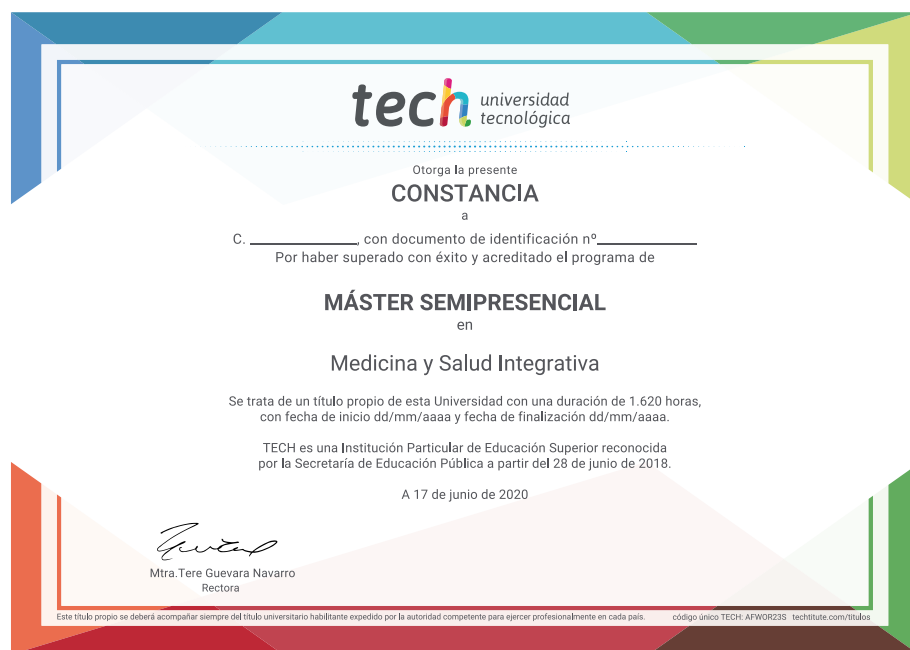 tech universidad
tecnológica
Otorga la presente
CONSTANCIA
a
C. ____________, con documento de identificación nº____________
Por haber superado con éxito y acreditado el programa de
MÁSTER SEMIPRESENCIAL
en
Medicina y Salud Integrativa
Se trata de un título propio de esta Universidad con una duración de 1.620 horas,
con fecha de inicio dd/mm/aaaa y fecha de finalización dd/mm/aaaa.
TECH es una Institución Particular de Educación Superior reconocida
por la Secretaría de Educación Pública a partir del 28 de junio de 2018.
A 17 de junio de 2020
Mtra.Tere Guevara Navarro
Rectora
Este título propio se deberá acompañar siempre del título universitario habilitante expedido por la autoridad competente para ejercer profesionalmente en cada país. código único TECH: AFWOR23S techtitute.com/titulos